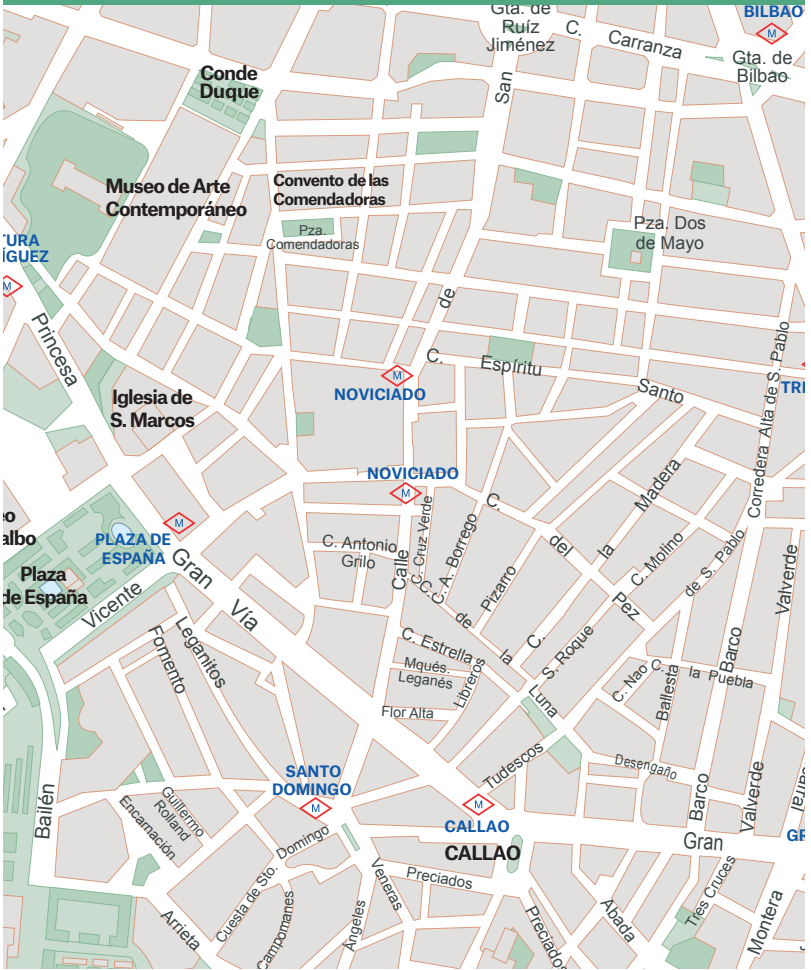 Gta. de
Ruíz
Jiménez
C. Carranza
BILBAO
M
Gta. de
Bilbao
Conde
Duque
San
Museo de Arte
Contemporáneo
Convento de las
Comendadoras
Pza.
Comendadoras
Pza. Dos
de Mayo
TURA
ÍGUEZ
M
Princesa
de
M
NOVICIADO
C. Espíritu
Santo
Corredera Alta de S. Pablo
TRI
Iglesia de
S. Marcos
NOVICIADO
M
Calle
C. Cruz Verde
C. A. Borrego
C. Antonio
Grilo
C. del Pez
Pizarro
la Madera
C. Molino
de S. Pablo
Valverde
eo
albo
PLAZA DE
ESPAÑA
M
Plaza
de España
Vicente
Gran Vía
Leganitos
Fomento
C. de la Luna
C. Estrella
Mqués.
Leganés
Libreros
Flor Alta
C. S. Roque
C. Nao
C. la Puebla
Ballesta
Barco
Desengaño
Tudescos
Bailén
SANTO
DOMINGO
M
M
CALLAO
CALLAO
Barco
Valverde
Gran
GR
Guillermo
Rolland
Encarnación
Cuesta de Sto. Domingo
Campomanes
Arrieta
Ángeles
Veneras
Preciados
Preciados
Abada
Tres Cruces
Montera